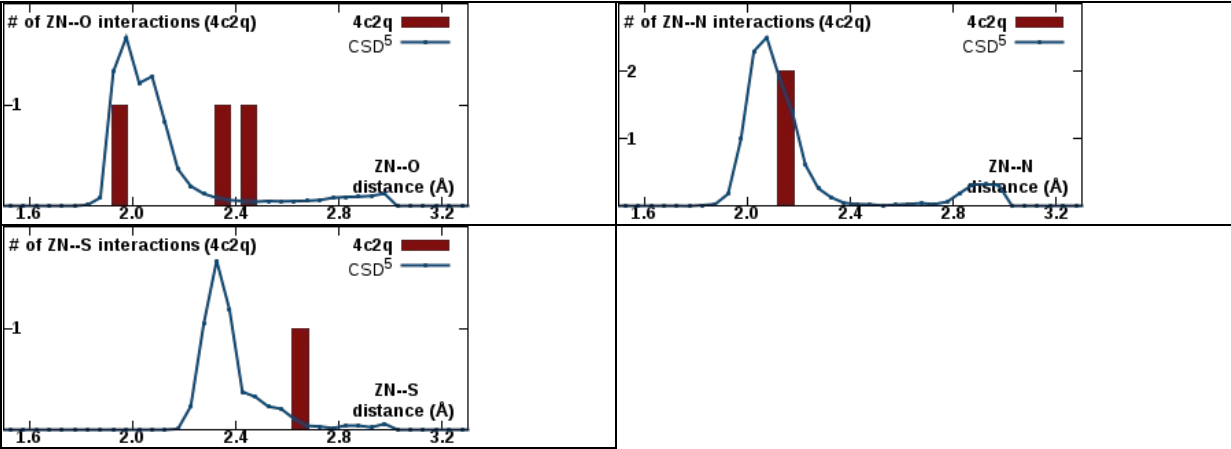 # of ZN--O interactions (4c2q)
4c2q
CSD5
1
ZN--O
distance (Å)
1.6 2.0 2.4 2.8 3.2
# of ZN--N interactions (4c2q)
4c2q
CSD5
2
1
ZN--N
distance (Å)
1.6 2.0 2.4 2.8 3.2
# of ZN--S interactions (4c2q)
4c2q
CSD5
1
ZN--S
distance (Å)
1.6 2.0 2.4 2.8 3.2